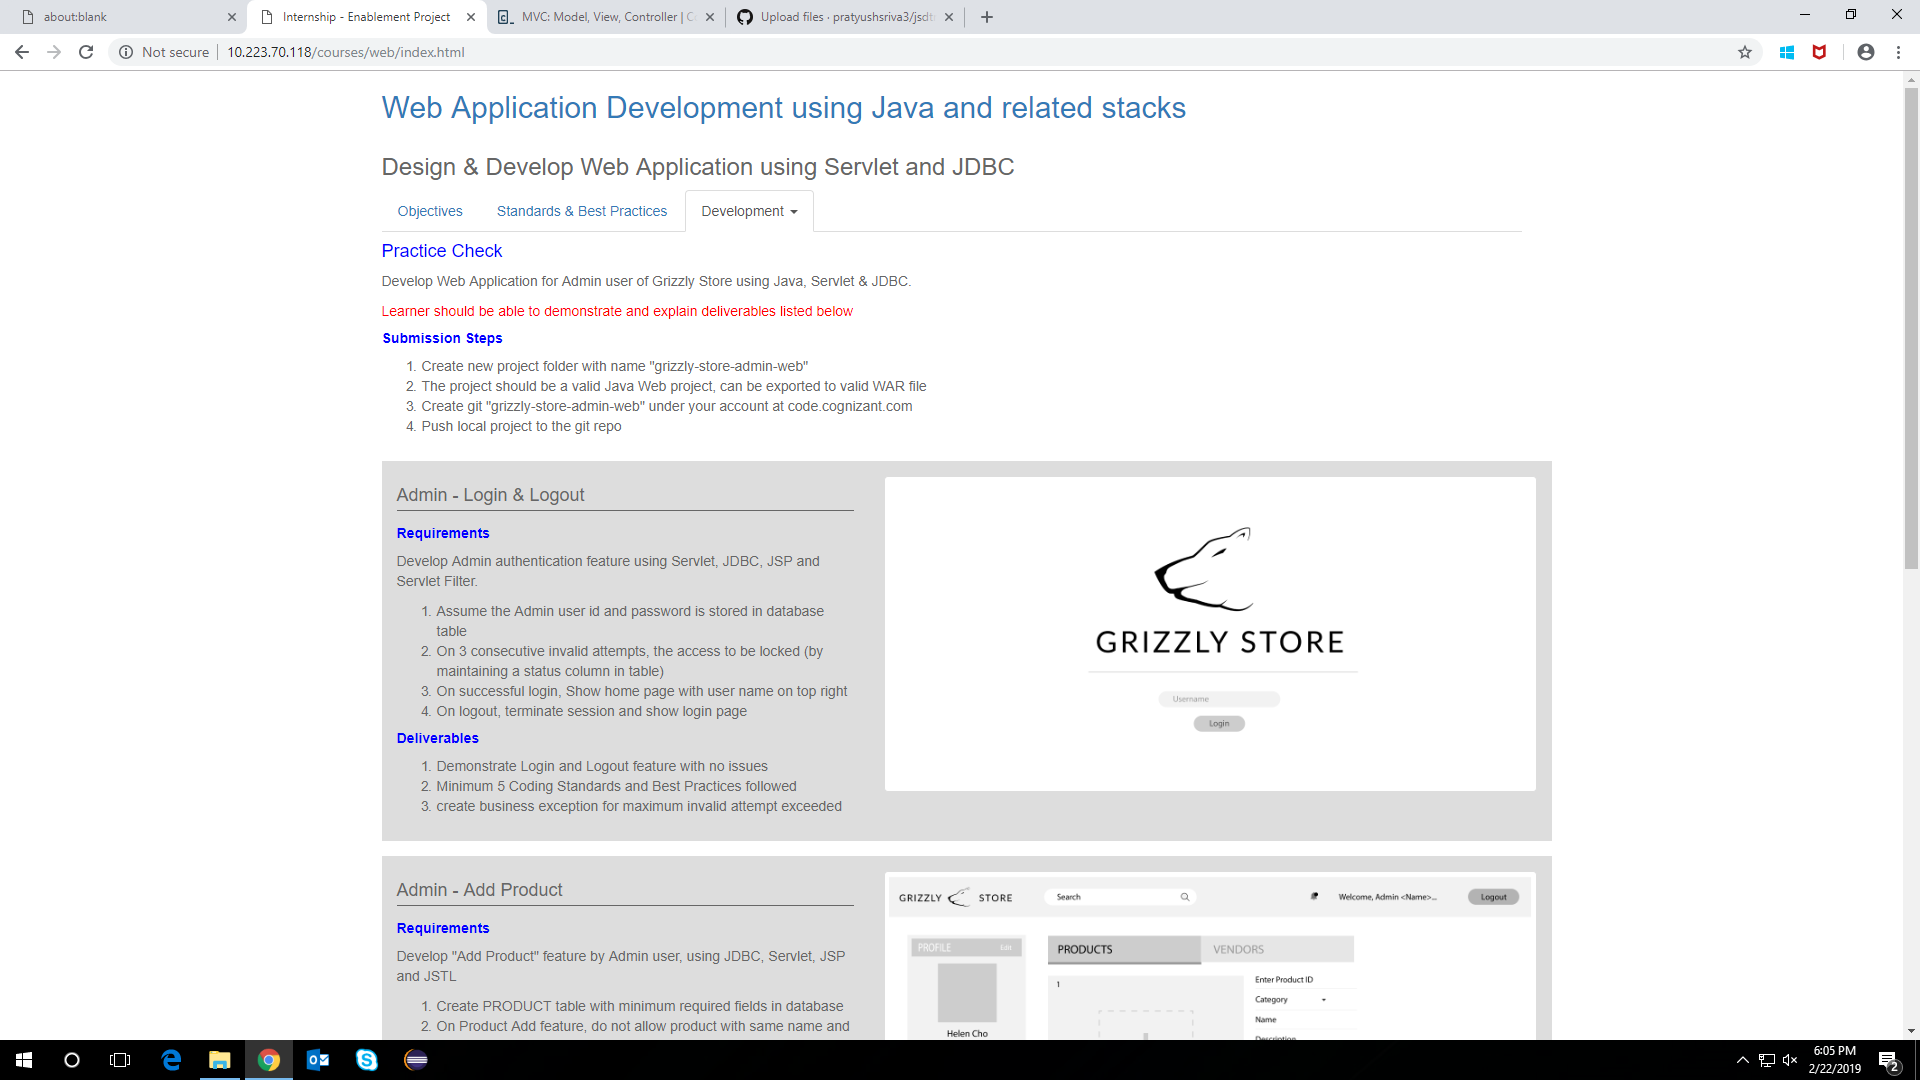 about:blank
Internship - Enablement Project
MVC: Model, View, Controller | C
Upload files · pratyushsriva3/jsdt
Not secure
10.223.70.118/courses/web/index.html
Web Application Development using Java and related stacks
Design & Develop Web Application using Servlet and JDBC
Objectives
Standards & Best Practices
Development
Practice Check
Develop Web Application for Admin user of Grizzly Store using Java, Servlet & JDBC.
Learner should be able to demonstrate and explain deliverables listed below
Submission Steps
1. Create new project folder with name "grizzly-store-admin-web"
2. The project should be a valid Java Web project, can be exported to valid WAR file
3. Create git "grizzly-store-admin-web" under your account at code.cognizant.com
4. Push local project to the git repo
Admin - Login & Logout
Requirements
Develop Admin authentication feature using Servlet, JDBC, JSP and
Servlet Filter.
1. Assume the Admin user id and password is stored in database
table
2. On 3 consecutive invalid attempts, the access to be locked (by
maintaining a status column in table)
3. On successful login, Show home page with user name on top right
4. On logout, terminate session and show login page
Deliverables
1. Demonstrate Login and Logout feature with no issues
2. Minimum 5 Coding Standards and Best Practices followed
3. create business exception for maximum invalid attempt exceeded
GRIZZLY STORE
Username
Login
Admin - Add Product
Requirements
Develop "Add Product" feature by Admin user, using JDBC, Servlet, JSP
and JSTL
1. Create PRODUCT table with minimum required fields in database
2. On Product Add feature, do not allow product with same name and
GRIZZLY STORE
Search
Welcome, Admin <Name>...
Logout
PROFILE
Edit
Helen Cho
PRODUCTS
VENDORS
1
Enter Product ID
Category
Name
Description
6:05 PM
2/22/2019
2